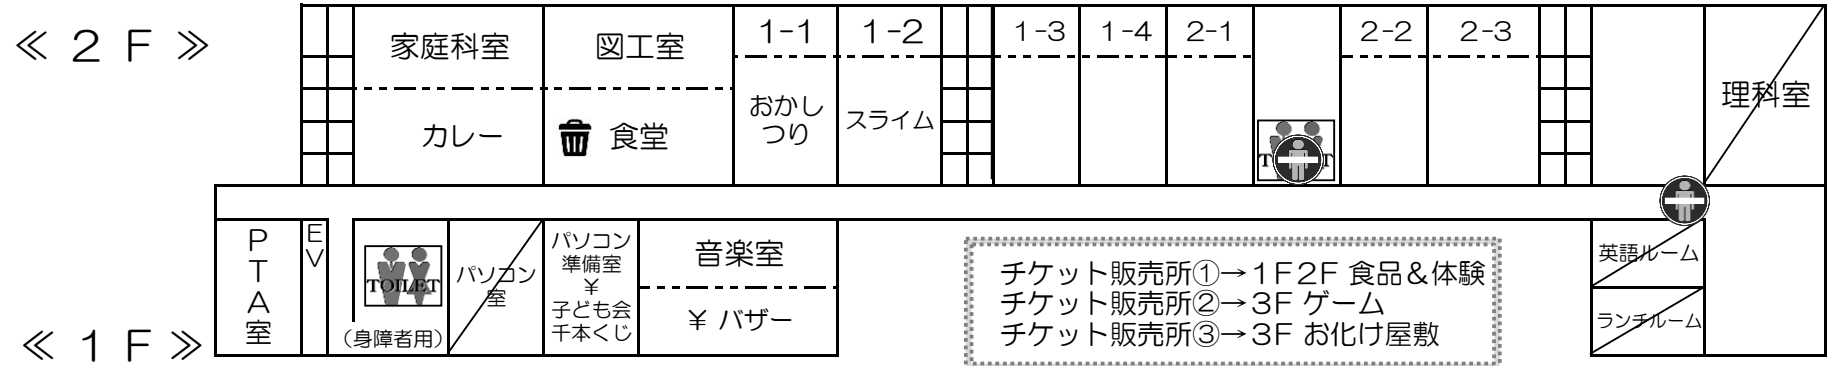 ≪ 2 F ≫
家庭科室
図工室
1-1
1-2
1-3
1-4
2-1
2-2
2-3
理科室
カレー
食堂
おかし
つり
スライム
PTA室
EV
TOILET
(身障者用)
パソコン
室
パソコン
準備室
¥
子ども会
千本くじ
音楽室
¥ バザー
チケット販売所①→1F2F 食品&体験
チケット販売所②→3F ゲーム
チケット販売所③→3F お化け屋敷
英語ルーム
ランチルーム
≪ 1 F ≫